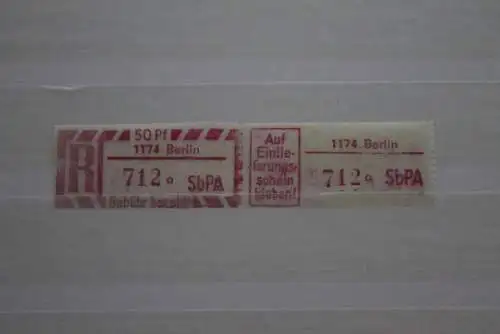 50 Pf
1174 Berlin
R
712 a
SbPA
Gebühr bezahlt
Auf
Einlie-
ferungs-
schein
kleben!
1174 Berlin
712 a
SbPA